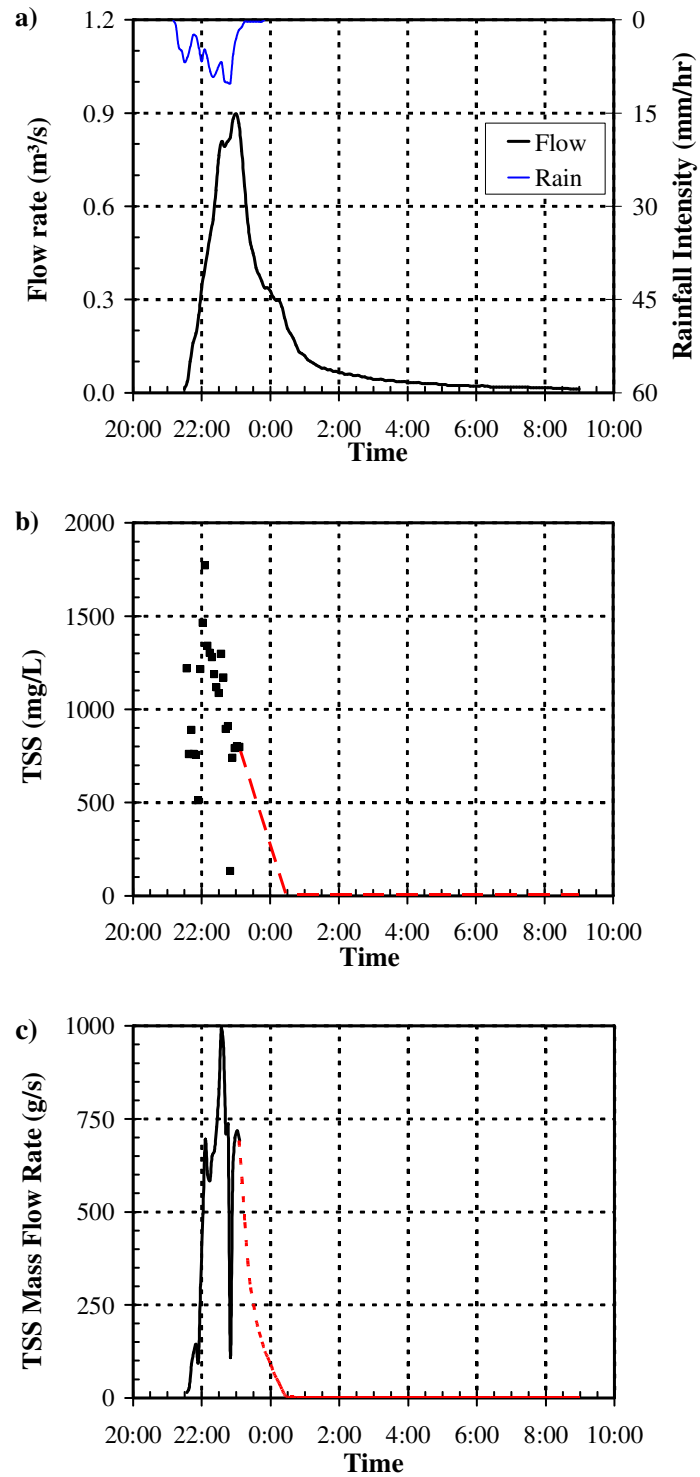 a)
Flow rate (m³/s)
1.2
0.9
0.6
0.3
0.0
Flow
Rain
0
15
30
45
60
Rainfall Intensity (mm/hr)
20:00 22:00 0:00 2:00 4:00 6:00 8:00 10:00
Time
b)
TSS (mg/L)
2000
1500
1000
500
0
20:00 22:00 0:00 2:00 4:00 6:00 8:00 10:00
Time
c)
TSS Mass Flow Rate (g/s)
1000
750
500
250
0
20:00 22:00 0:00 2:00 4:00 6:00 8:00 10:00
Time